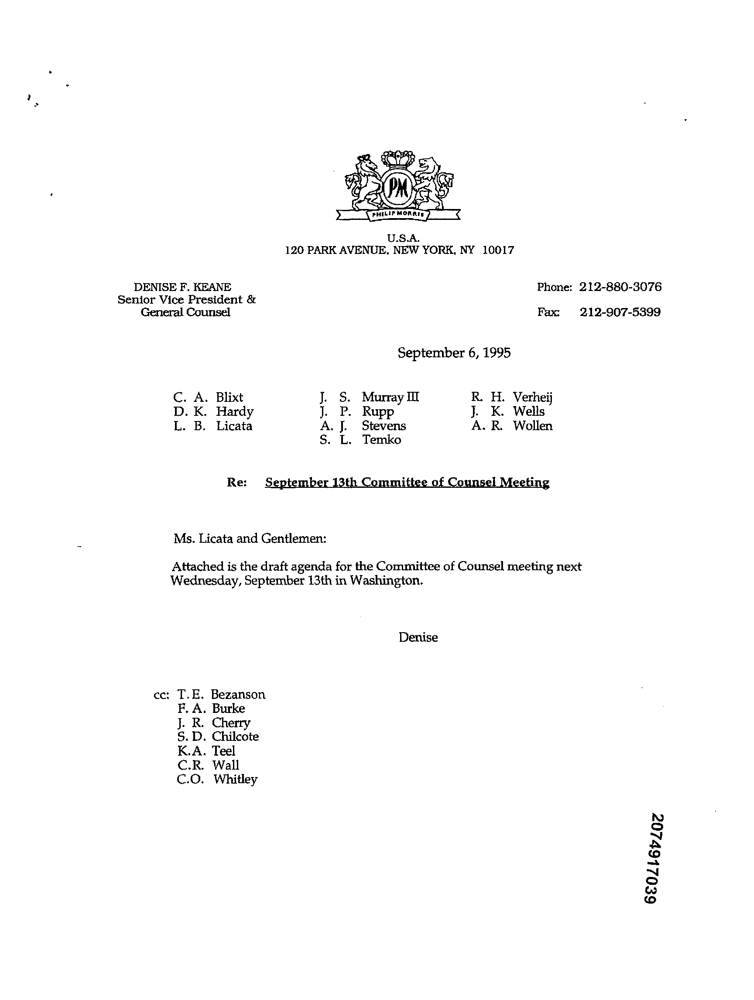 PM
PHILIP MORRIS
U.S.A.
120 PARK AVENUE, NEW YORK, NY 10017
DENISE F. KEANE
Senior Vice President &
General Counsel
Phone: 212-880-3076
Fax: 212-907-5399
September 6, 1995
C. A. Blixt
D. K. Hardy
L. B. Licata
J. S. Murray III
J. P. Rupp
A. J. Stevens
S. L. Temko
R. H. Verheij
J. K. Wells
A. R. Wollen
Re: September 13th Committee of Counsel Meeting
Ms. Licata and Gentlemen:
Attached is the draft agenda for the Committee of Counsel meeting next
Wednesday, September 13th in Washington.
Denise
cc: T.E. Bezanson
F. A. Burke
J. R. Cherry
S. D. Chilcote
K.A. Teel
C.R. Wall
C.O. Whitley
2074917039